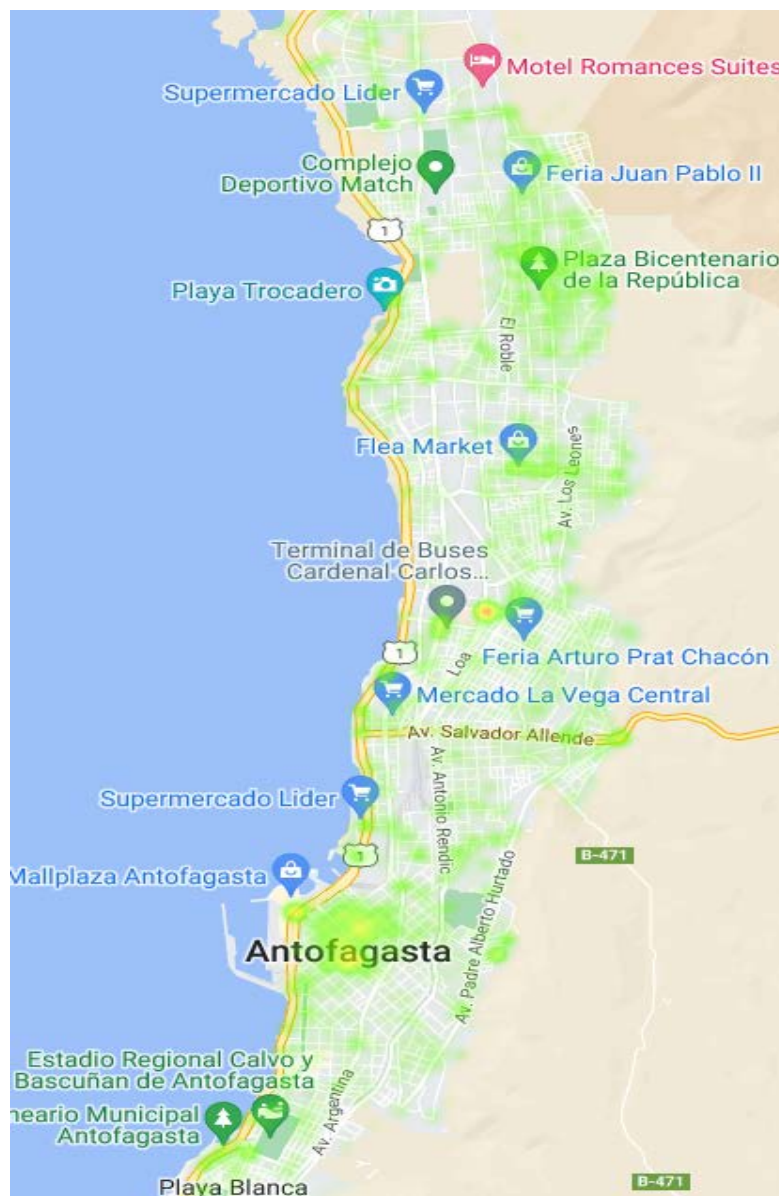 Motel Romances Suites
Supermercado Lider
Complejo
Deportivo Match
Feria Juan Pablo II
1
Plaza Bicentenario
de la República
Playa Trocadero
El Roble
Flea Market
Av. Los Leones
Terminal de Buses
Cardenal Carlos...
Feria Arturo Prat Chacón
1
Loa
Mercado La Vega Central
Av. Salvador Allende
Av. Antonio Rendic
Supermercado Lider
1
B-471
Mallplaza Antofagasta
Av. Padre Alberto Hurtado
Antofagasta
Estadio Regional Calvo y
Bascuñan de Antofagasta
neario Municipal
Antofagasta
Av. Argentina
Playa Blanca
B-471